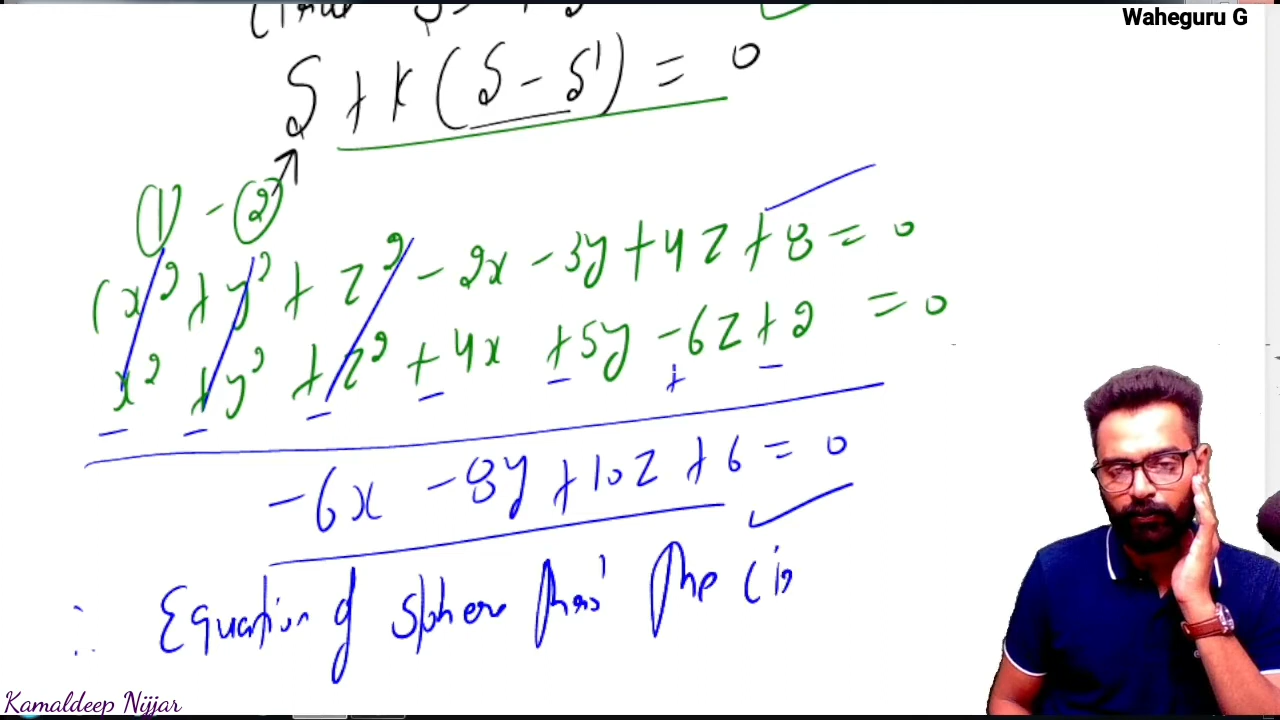 Waheguru G
S + K (S - S') = 0
① - ②
(x² + y² + z² - 2x - 3y + 4z + 8 = 0
x² + y² + z² + 4x + 5y - 6z + 2 = 0
- - - - - + -
-6x - 8y + 10z + 6 = 0
∴ Equation of sphere the (i
Kamaldeep Nijjar